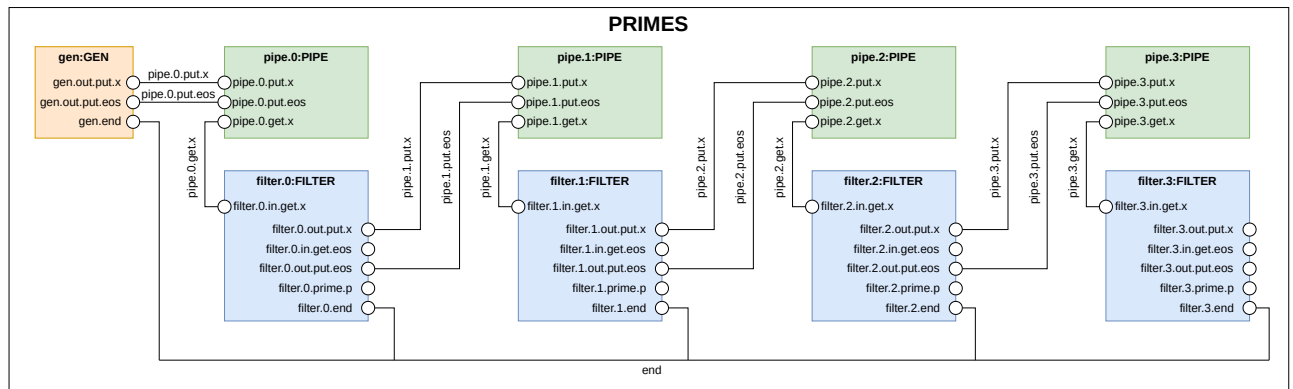 PRIMES
gen:GEN
gen.out.put.x
gen.out.put.eos
gen.end
pipe.0.put.x
pipe.0.put.eos
pipe.0:PIPE
pipe.0.put.x
pipe.0.put.eos
pipe.0.get.x
pipe.0.get.x
filter.0:FILTER
filter.0.in.get.x
filter.0.out.put.x
filter.0.in.get.eos
filter.0.out.put.eos
filter.0.prime.p
filter.0.end
pipe.1.put.x
pipe.1.put.eos
pipe.1:PIPE
pipe.1.put.x
pipe.1.put.eos
pipe.1.get.x
pipe.1.get.x
filter.1:FILTER
filter.1.in.get.x
filter.1.out.put.x
filter.1.in.get.eos
filter.1.out.put.eos
filter.1.prime.p
filter.1.end
pipe.2.put.x
pipe.2.put.eos
pipe.2:PIPE
pipe.2.put.x
pipe.2.put.eos
pipe.2.get.x
pipe.2.get.x
filter.2:FILTER
filter.2.in.get.x
filter.2.out.put.x
filter.2.in.get.eos
filter.2.out.put.eos
filter.2.prime.p
filter.2.end
pipe.3.put.x
pipe.3.put.eos
pipe.3:PIPE
pipe.3.put.x
pipe.3.put.eos
pipe.3.get.x
pipe.3.get.x
filter.3:FILTER
filter.3.in.get.x
filter.3.out.put.x
filter.3.in.get.eos
filter.3.out.put.eos
filter.3.prime.p
filter.3.end
end